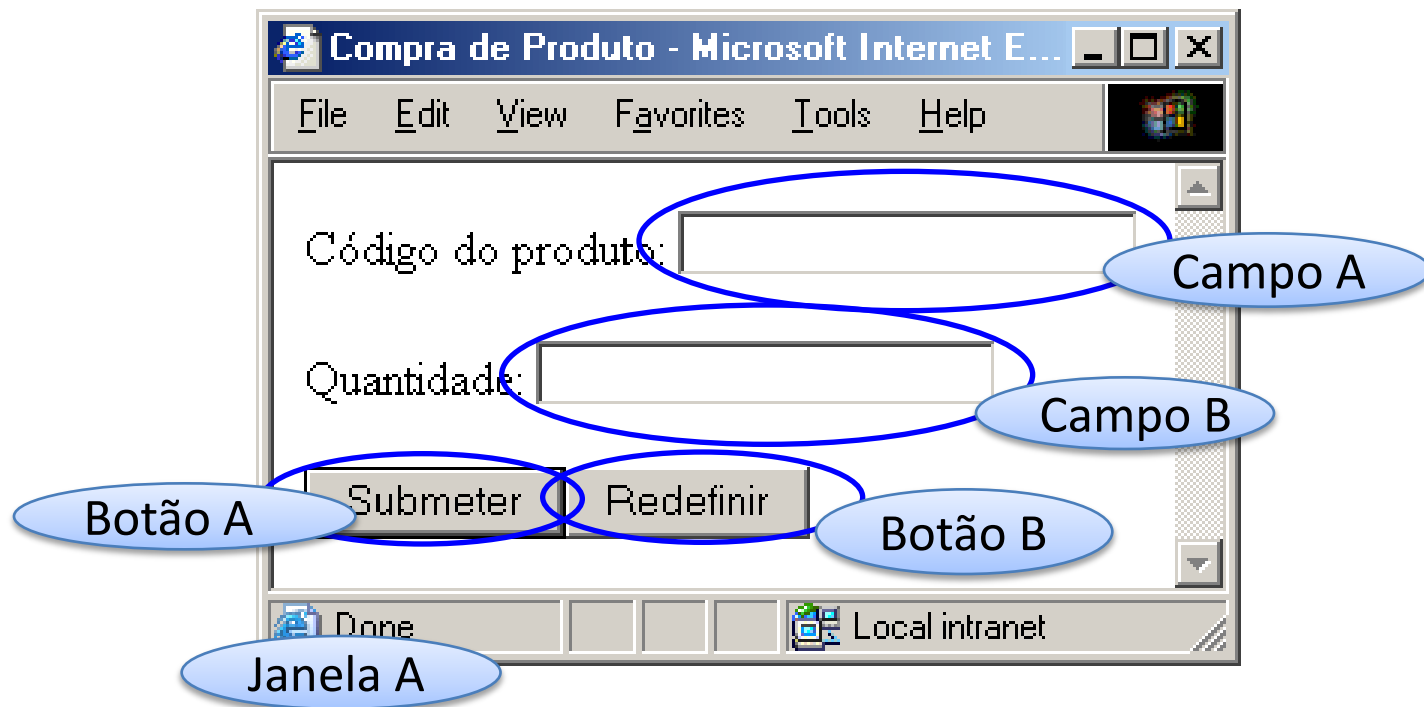 Compra de Produto - Microsoft Internet E...
File Edit View Favorites Tools Help
Código do produto:
Campo A
Quantidade:
Campo B
Botão A
Submeter
Redefinir
Botão B
Done
Local intranet
Janela A